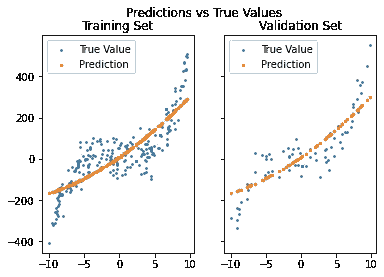 Predictions vs True Values
Training Set
Validation Set
True Value
Prediction
True Value
Prediction
400
200
0
−200
−400
−10 −5 0 5 10
−10 −5 0 5 10